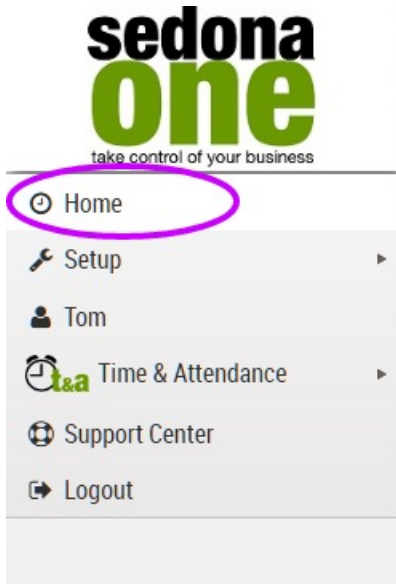 sedona
one
take control of your business
Home
Setup
Tom
t&a Time & Attendance
Support Center
Logout